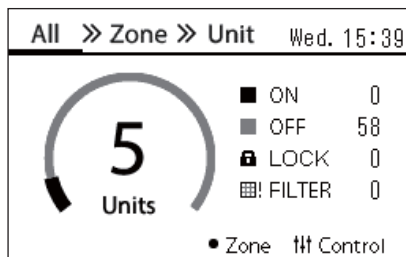 All >> Zone >> Unit Wed. 15:39
5
Units
ON 0
OFF 58
LOCK 0
! FILTER 0
● Zone Control